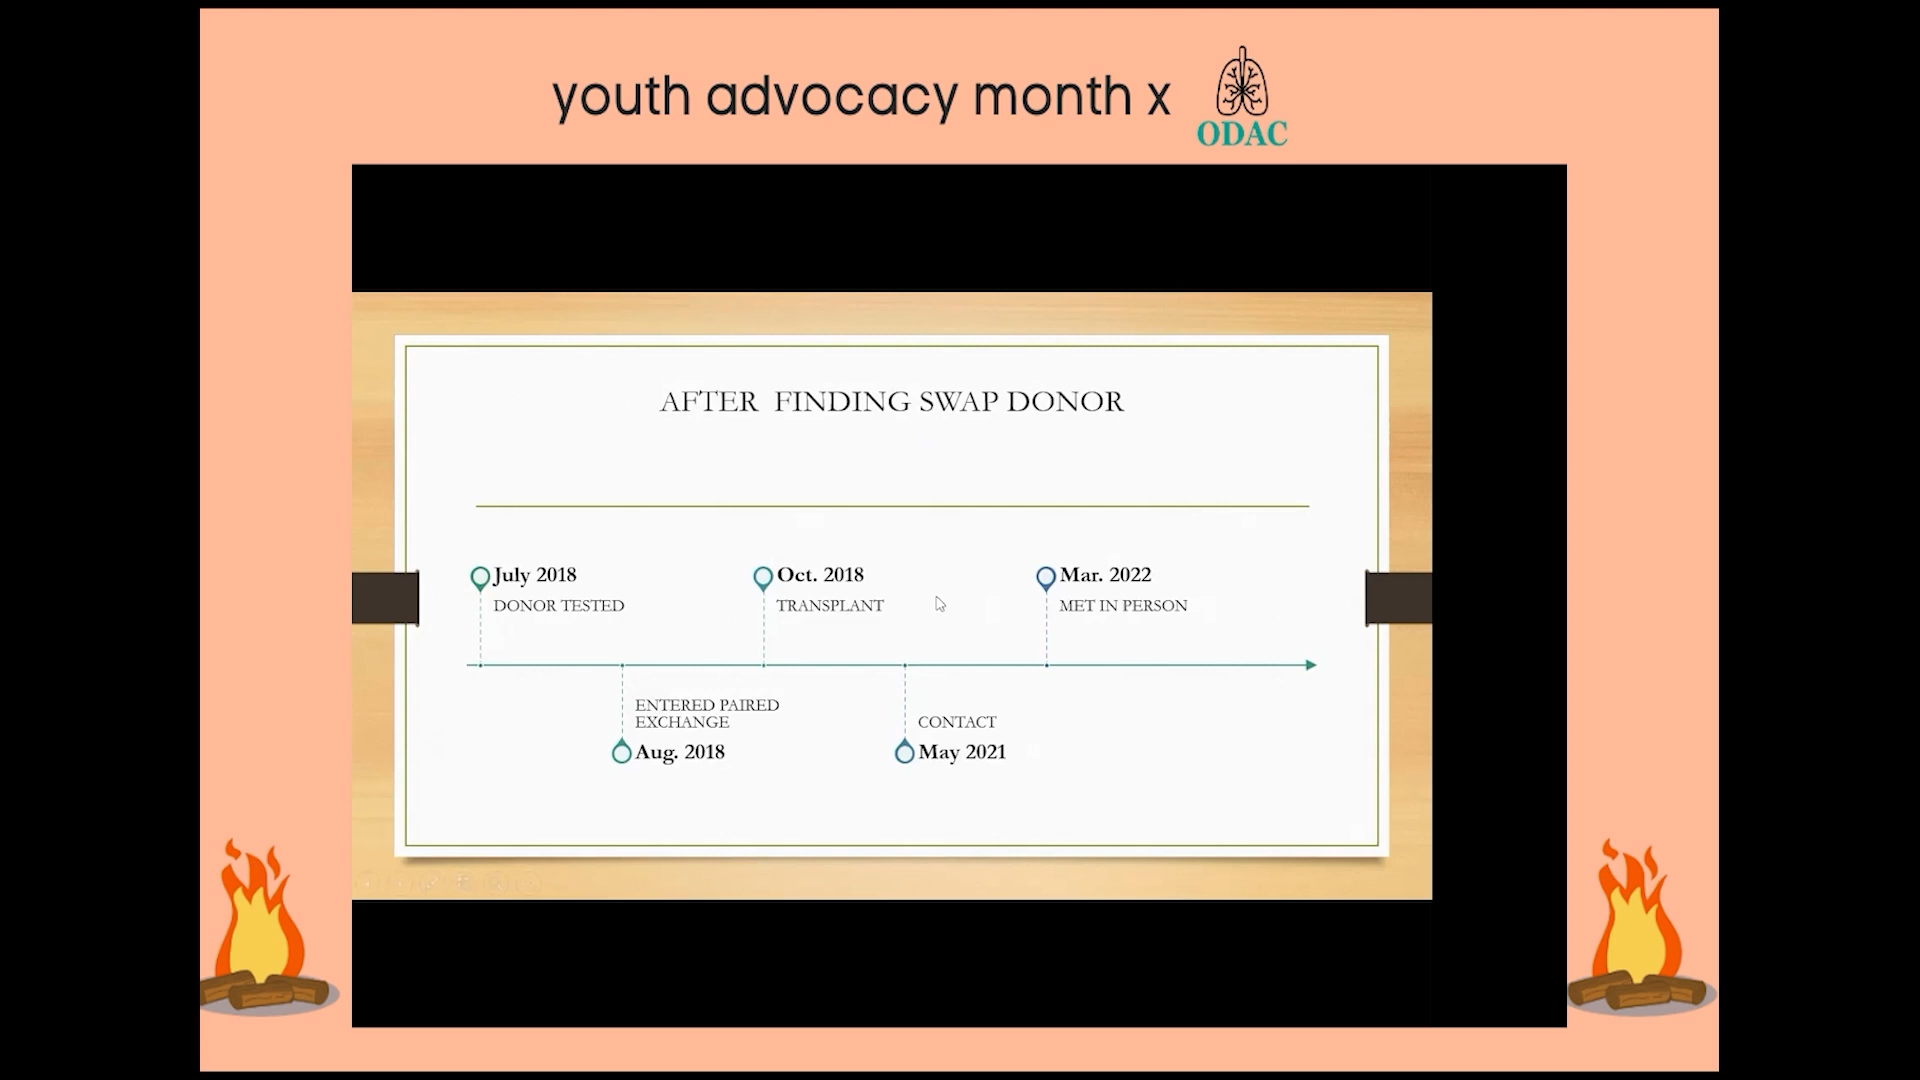 youth advocacy month x
ODAC
AFTER FINDING SWAP DONOR
July 2018
DONOR TESTED
Oct. 2018
TRANSPLANT
Mar. 2022
MET IN PERSON
ENTERED PAIRED
EXCHANGE
Aug. 2018
CONTACT
May 2021